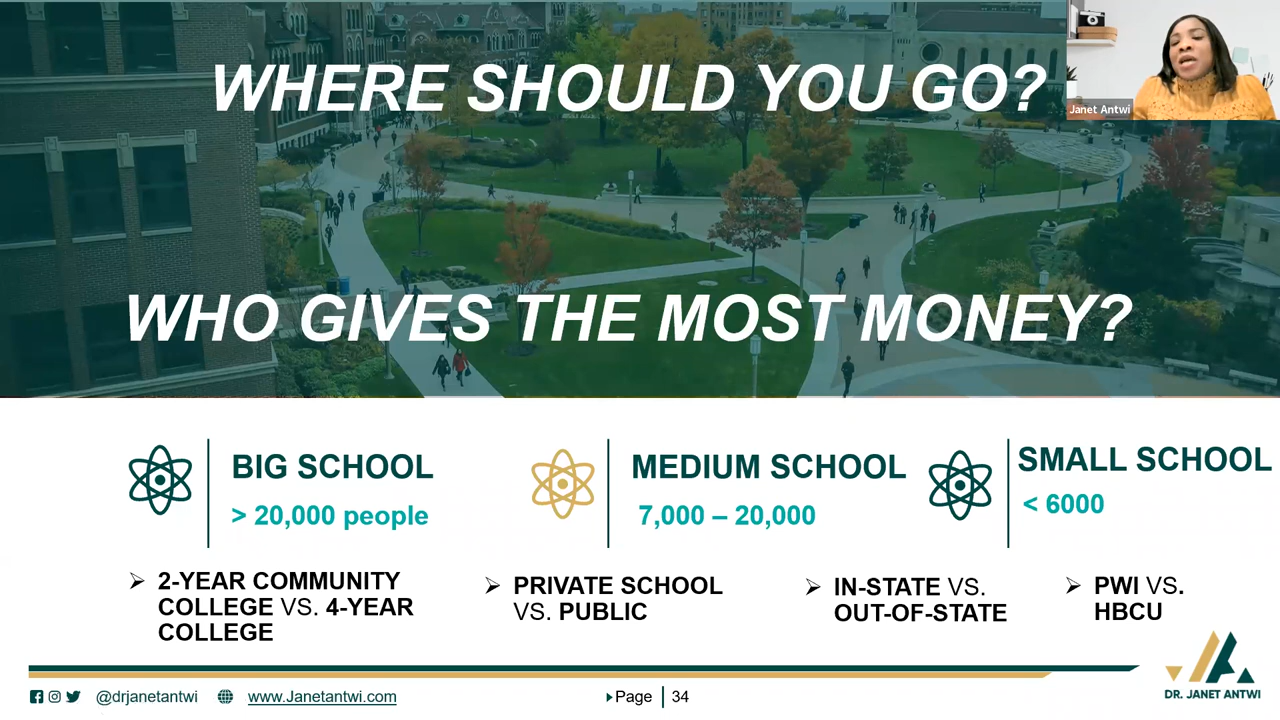 WHERE SHOULD YOU GO?
Janet Antwi
WHO GIVES THE MOST MONEY?
BIG SCHOOL
> 20,000 people
MEDIUM SCHOOL
7,000 – 20,000
SMALL SCHOOL
< 6000
➢ 2-YEAR COMMUNITY
COLLEGE VS. 4-YEAR
COLLEGE
➢ PRIVATE SCHOOL
VS. PUBLIC
➢ IN-STATE VS.
OUT-OF-STATE
➢ PWI VS.
HBCU
@drjanetantwi
www.Janetantwi.com
Page 34
DR. JANET ANTWI